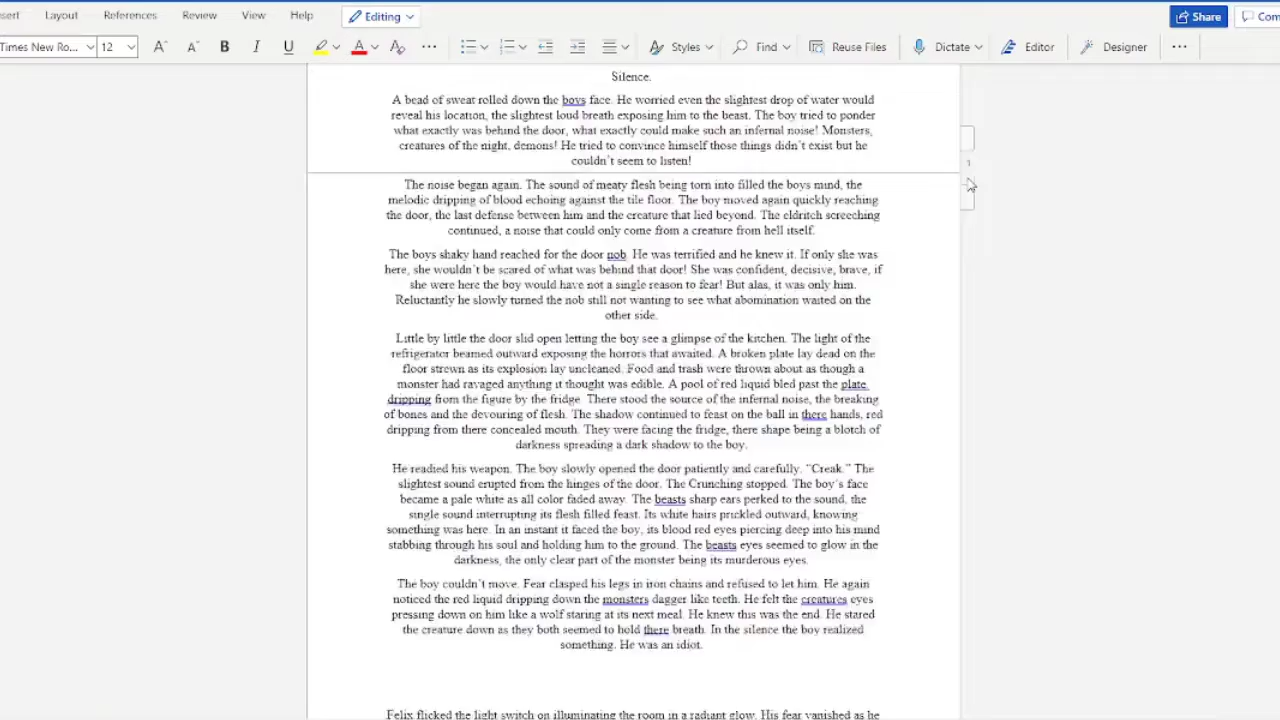 sert Layout References Review View Help Editing Share Com
Times New Ro... 12 A A B I U A A Styles Find Reuse Files Dictate Editor Designer
Silence.
A bead of sweat rolled down the boys face. He worried even the slightest drop of water would
reveal his location, the slightest loud breath exposing him to the beast. The boy tried to ponder
what exactly was behind the door, what exactly could make such an infernal noise! Monsters,
creatures of the night, demons! He tried to convince himself those things didn't exist but he
couldn't seem to listen!
1
The noise began again. The sound of meaty flesh being torn into filled the boys mind, the
melodic dripping of blood echoing against the tile floor. The boy moved again quickly reaching
the door, the last defense between him and the creature that lied beyond. The eldritch screeching
continued, a noise that could only come from a creature from hell itself.
The boys shaky hand reached for the door nob. He was terrified and he knew it. If only she was
here, she wouldn't be scared of what was behind that door! She was confident, decisive, brave, if
she were here the boy would have not a single reason to fear! But alas, it was only him.
Reluctantly he slowly turned the nob still not wanting to see what abomination waited on the
other side.
Little by little the door slid open letting the boy see a glimpse of the kitchen. The light of the
refrigerator beamed outward exposing the horrors that awaited. A broken plate lay dead on the
floor strewn as its explosion lay uncleaned. Food and trash were thrown about as though a
monster had ravaged anything it thought was edible. A pool of red liquid bled past the plate,
dripping from the figure by the fridge. There stood the source of the infernal noise, the breaking
of bones and the devouring of flesh. The shadow continued to feast on the ball in there hands, red
dripping from there concealed mouth. They were facing the fridge, there shape being a blotch of
darkness spreading a dark shadow to the boy.
He readied his weapon. The boy slowly opened the door patiently and carefully. "Creak." The
slightest sound erupted from the hinges of the door. The Crunching stopped. The boy's face
became a pale white as all color faded away. The beasts sharp ears perked to the sound, the
single sound interrupting its flesh filled feast. Its white hairs prickled outward, knowing
something was here. In an instant it faced the boy, its blood red eyes piercing deep into his mind
stabbing through his soul and holding him to the ground. The beasts eyes seemed to glow in the
darkness, the only clear part of the monster being its murderous eyes.
The boy couldn't move. Fear clasped his legs in iron chains and refused to let him. He again
noticed the red liquid dripping down the monsters dagger like teeth. He felt the creatures eyes
pressing down on him like a wolf staring at its next meal. He knew this was the end. He stared
the creature down as they both seemed to hold there breath. In the silence the boy realized
something. He was an idiot.
Felix flicked the light switch on illuminating the room in a radiant glow. His fear vanished as he